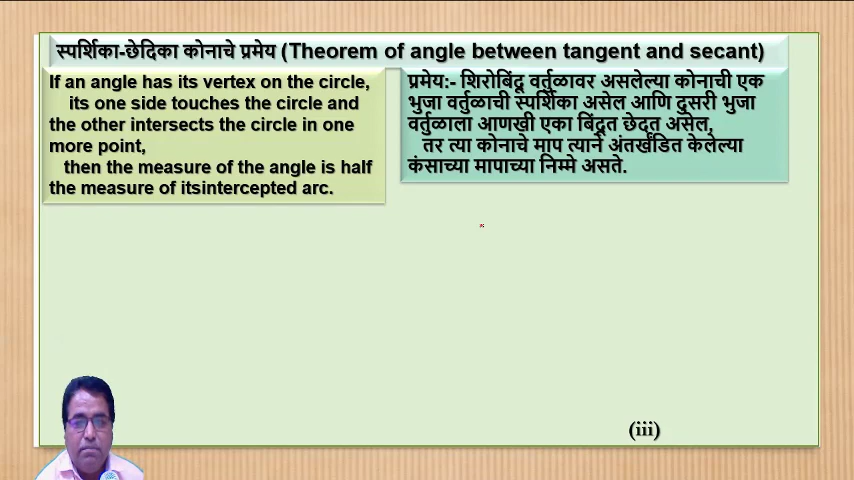 स्पर्शिका-छेदिका कोनाचे प्रमेय (Theorem of angle between tangent and secant)
If an angle has its vertex on the circle,
its one side touches the circle and
the other intersects the circle in one
more point,
then the measure of the angle is half
the measure of itsintercepted arc.
प्रमेय:- शिरोबिंदू वर्तुळावर असलेल्या कोनाची एक
भुजा वर्तुळाची स्पर्शिका असेल आणि दुसरी भुजा
वर्तुळाला आणखी एका बिंदूत छेदत असेल,
तर त्या कोनाचे माप त्याने अंतर्खंडित केलेल्या
कंसाच्या मापाच्या निम्मे असते.
(iii)